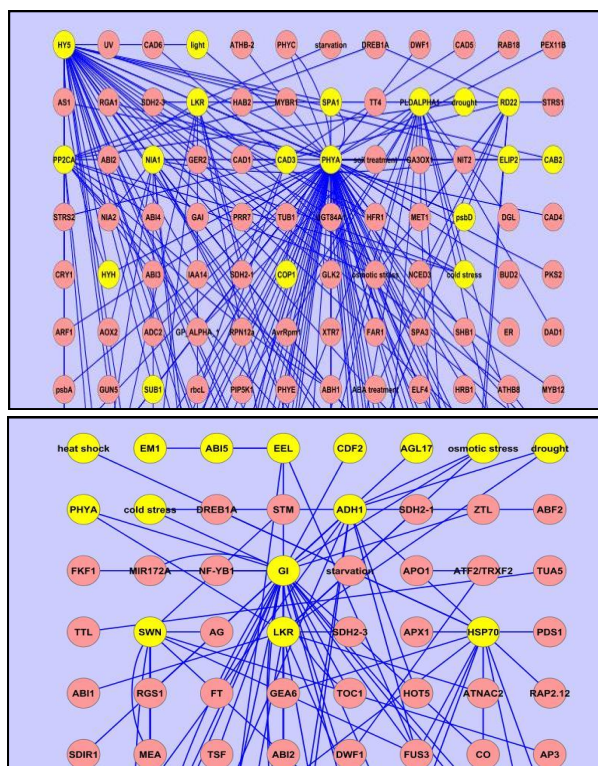 HY5 UV CAD6 light ATHB-2 PHYC starvation DREB1A DWF1 CAD5 RAB18 PEX11B
AS1 RGA1 SDH2-3 LKR HAB2 MYBR1 SPA1 TT4 PLDALPHA1 drought RD22 STRS1
PP2CA ABI2 NIA1 GER2 CAD1 CAD3 PHYA soil treatment GA3OX1 NIT2 ELIP2 CAB2
STRS2 NIA2 ABI4 GAI PRR7 TUB1 UGT84A1 HFR1 MET1 psbD DGL CAD4
CRY1 HYH ABI3 IAA14 SDH2-1 COP1 GLK2 osmotic stress NCED3 cold stress BUD2 PKS2
ARF1 AOX2 ADC2 GP_ALPHA_1 RPN12a AvrRpm1 XTR7 FAR1 SPA3 SHB1 ER DAD1
psbA GUN5 SUB1 rbcL PIP5K1 PHYE ABH1 ABA treatment ELF4 HRB1 ATHB8 MYB12
heat shock EM1 ABI5 EEL CDF2 AGL17 osmotic stress drought
PHYA cold stress DREB1A STM ADH1 SDH2-1 ZTL ABF2
FKF1 MIR172A NF-YB1 GI starvation APO1 ATF2/TRXF2 TUA5
TTL SWN AG LKR SDH2-3 APX1 HSP70 PDS1
ABI1 RGS1 FT GEA6 TOC1 HOT5 ATNAC2 RAP2.12
SDIR1 MEA TSF ABI2 DWF1 FUS3 CO AP3